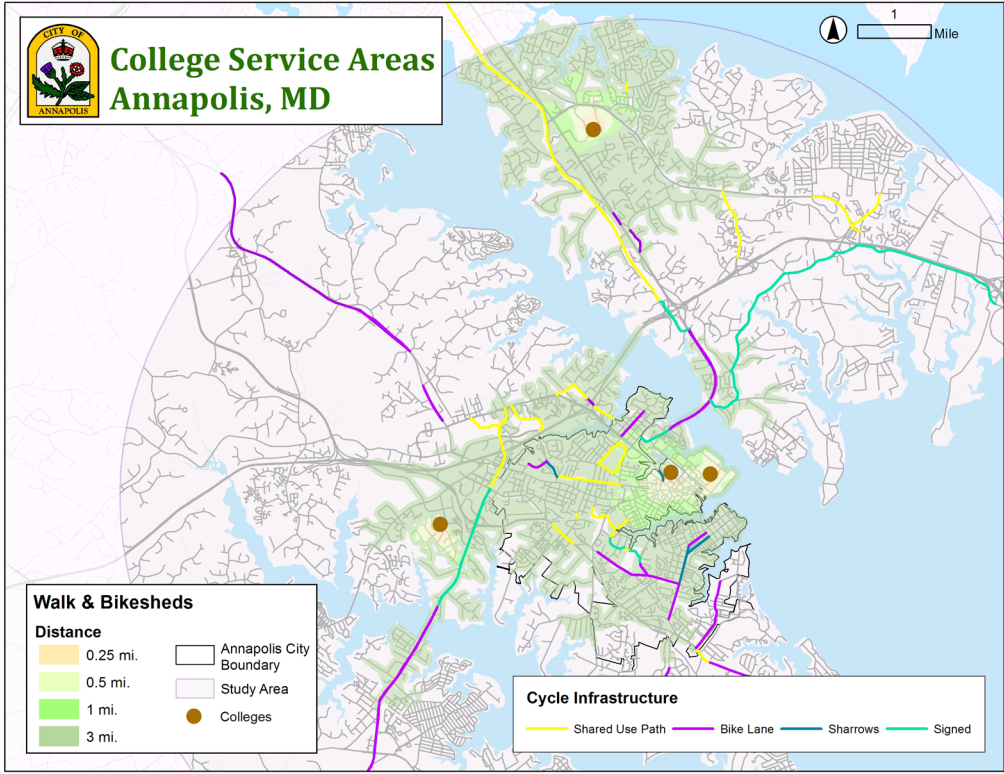 CITY OF
ANNAPOLIS
College Service Areas
Annapolis, MD
1
Mile
Walk & Bikesheds
Distance
0.25 mi.
0.5 mi.
1 mi.
3 mi.
Annapolis City
Boundary
Study Area
Colleges
Cycle Infrastructure
Shared Use Path
Bike Lane
Sharrows
Signed